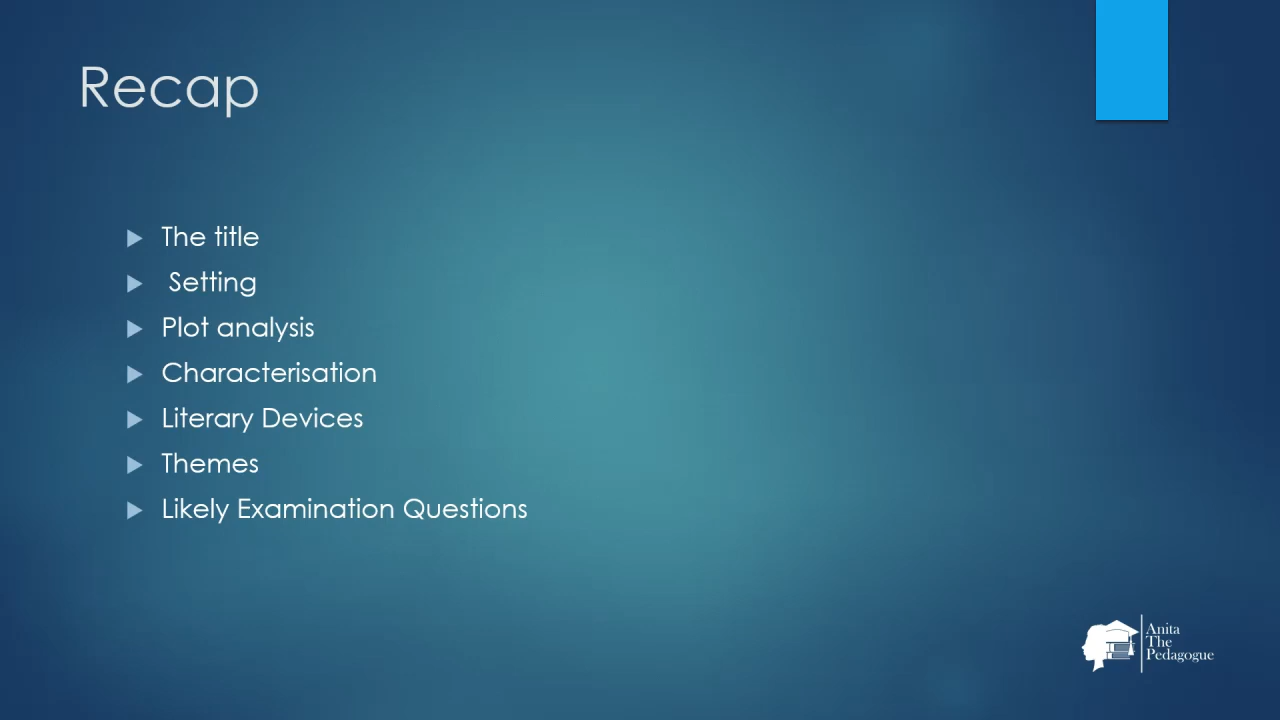 Recap
The title
Setting
Plot analysis
Characterisation
Literary Devices
Themes
Likely Examination Questions
Anita
The
Pedagogue